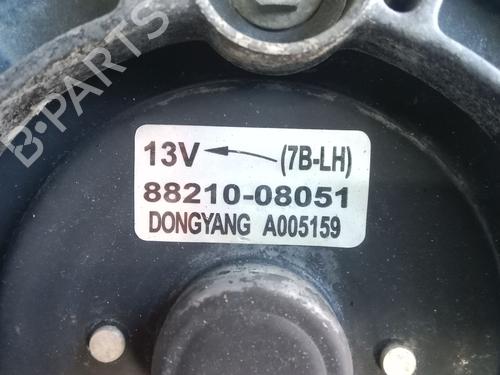 B-PARTS
13V (7B-LH)
88210-08051
DONGYANG A005159